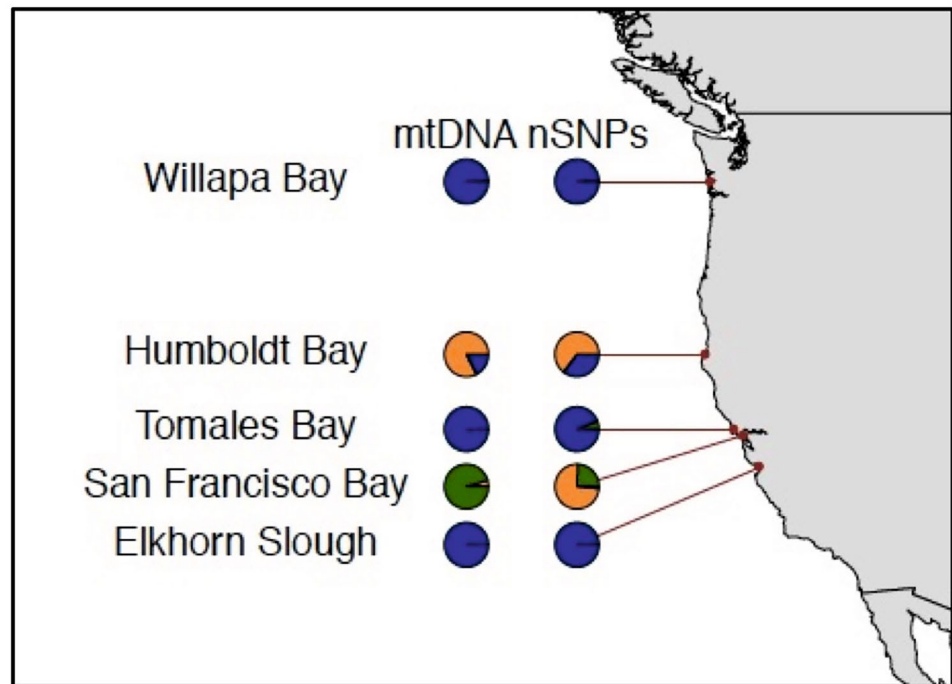 mtDNA nSNPs
Willapa Bay
Humboldt Bay
Tomales Bay
San Francisco Bay
Elkhorn Slough